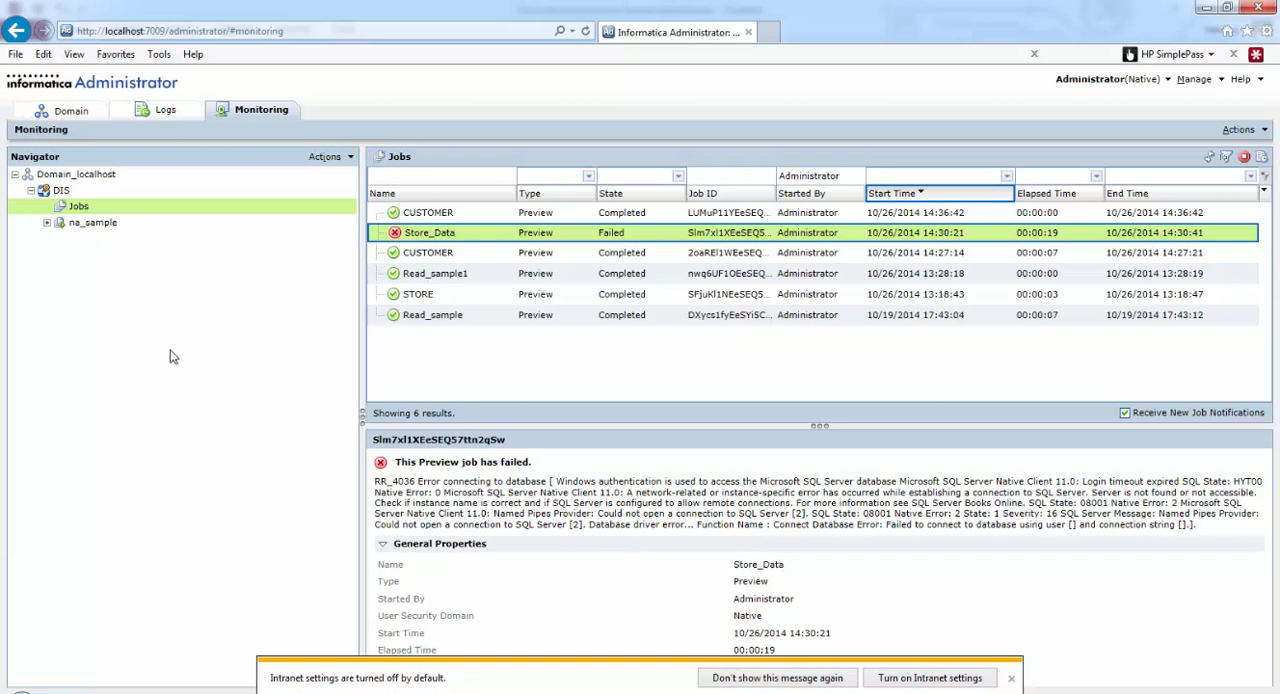 http://localhost:7009/administrator/#monitoring
Informatica Administrator: ...
File Edit View Favorites Tools Help
HP SimplePass
informatica Administrator
Administrator(Native) Manage Help
Domain Logs Monitoring
Monitoring
Actions
Navigator
Actions
Domain_localhost
DIS
Jobs
na_sample
Jobs
Administrator
Name Type State Job ID Started By Start Time Elapsed Time End Time
CUSTOMER Preview Completed LUMuP11YEeSEQ... Administrator 10/26/2014 14:36:42 00:00:00 10/26/2014 14:36:42
Store_Data Preview Failed Slm7xl1XEeSEQ5... Administrator 10/26/2014 14:30:21 00:00:19 10/26/2014 14:30:41
CUSTOMER Preview Completed 2oaREl1WEeSEQ... Administrator 10/26/2014 14:27:14 00:00:07 10/26/2014 14:27:21
Read_sample1 Preview Completed nwq6UF1OEeSEQ... Administrator 10/26/2014 13:28:18 00:00:00 10/26/2014 13:28:19
STORE Preview Completed SFjuKl1NEeSEQ5... Administrator 10/26/2014 13:18:43 00:00:03 10/26/2014 13:18:47
Read_sample Preview Completed DXycs1fyEeSYi5C... Administrator 10/19/2014 17:43:04 00:00:07 10/19/2014 17:43:12
Showing 6 results.
Receive New Job Notifications
Slm7xl1XEeSEQ57ttn2qSw
This Preview job has failed.
RR_4036 Error connecting to database [ Windows authentication is used to access the Microsoft SQL Server database Microsoft SQL Server Native Client 11.0: Login timeout expired SQL State: HYT00
Native Error: 0 Microsoft SQL Server Native Client 11.0: A network-related or instance-specific error has occurred while establishing a connection to SQL Server. Server is not found or not accessible.
Check if instance name is correct and if SQL Server is configured to allow remote connections. For more information see SQL Server Books Online. SQL State: 08001 Native Error: 2 Microsoft SQL
Server Native Client 11.0: Named Pipes Provider: Could not open a connection to SQL Server [2]. SQL State: 08001 Native Error: 2 State: 1 Severity: 16 SQL Server Message: Named Pipes Provider:
Could not open a connection to SQL Server [2]. Database driver error... Function Name : Connect Database Error: Failed to connect to database using user [] and connection string [].].
General Properties
Name Store_Data
Type Preview
Started By Administrator
User Security Domain Native
Start Time 10/26/2014 14:30:21
Elapsed Time 00:00:19
Intranet settings are turned off by default.
Don't show this message again
Turn on Intranet settings